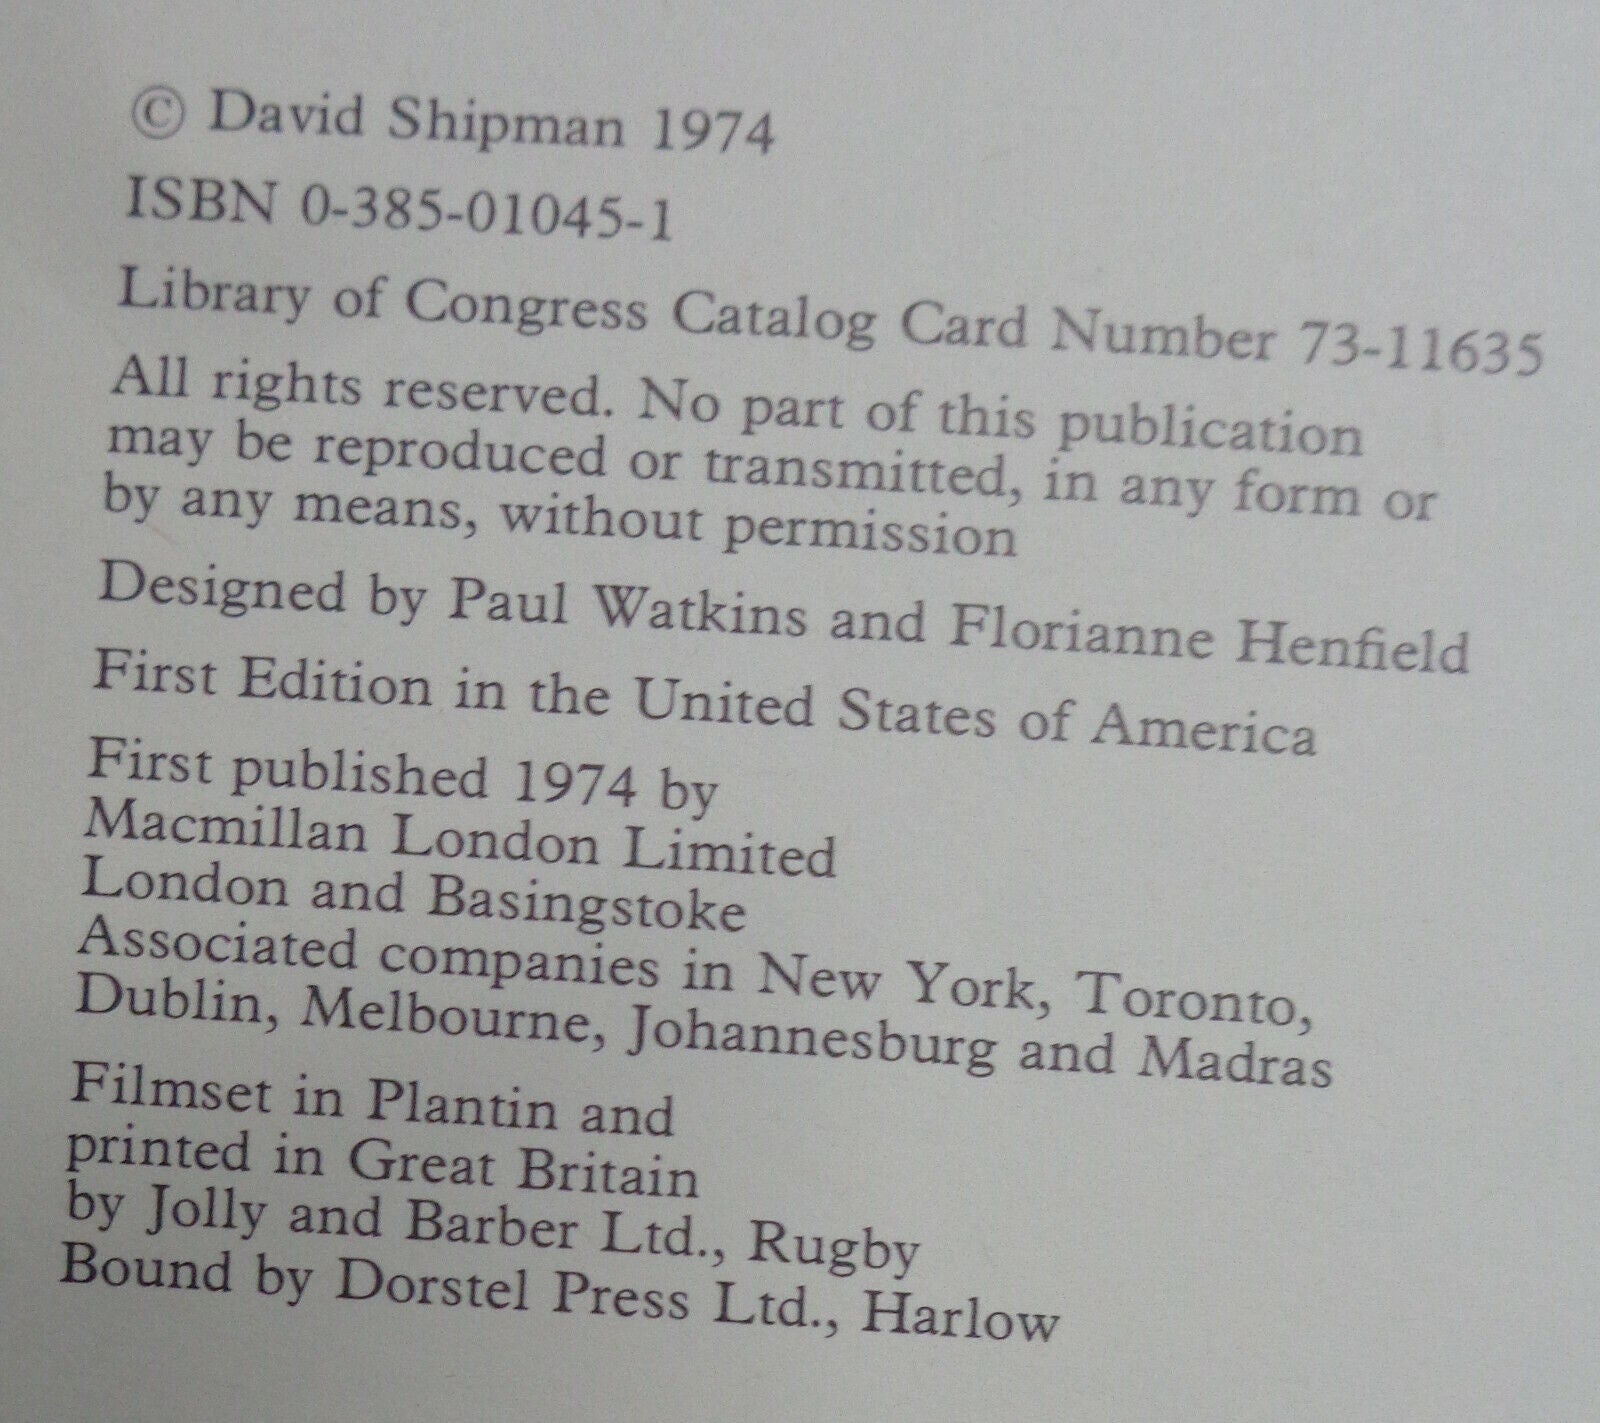 © David Shipman 1974
ISBN 0-385-01045-1
Library of Congress Catalog Card Number 73-11635
All rights reserved. No part of this publication
may be reproduced or transmitted, in any form or
by any means, without permission
Designed by Paul Watkins and Florianne Henfield
First Edition in the United States of America
First published 1974 by
Macmillan London Limited
London and Basingstoke
Associated companies in New York, Toronto,
Dublin, Melbourne, Johannesburg and Madras
Filmset in Plantin and
printed in Great Britain
by Jolly and Barber Ltd., Rugby
Bound by Dorstel Press Ltd., Harlow